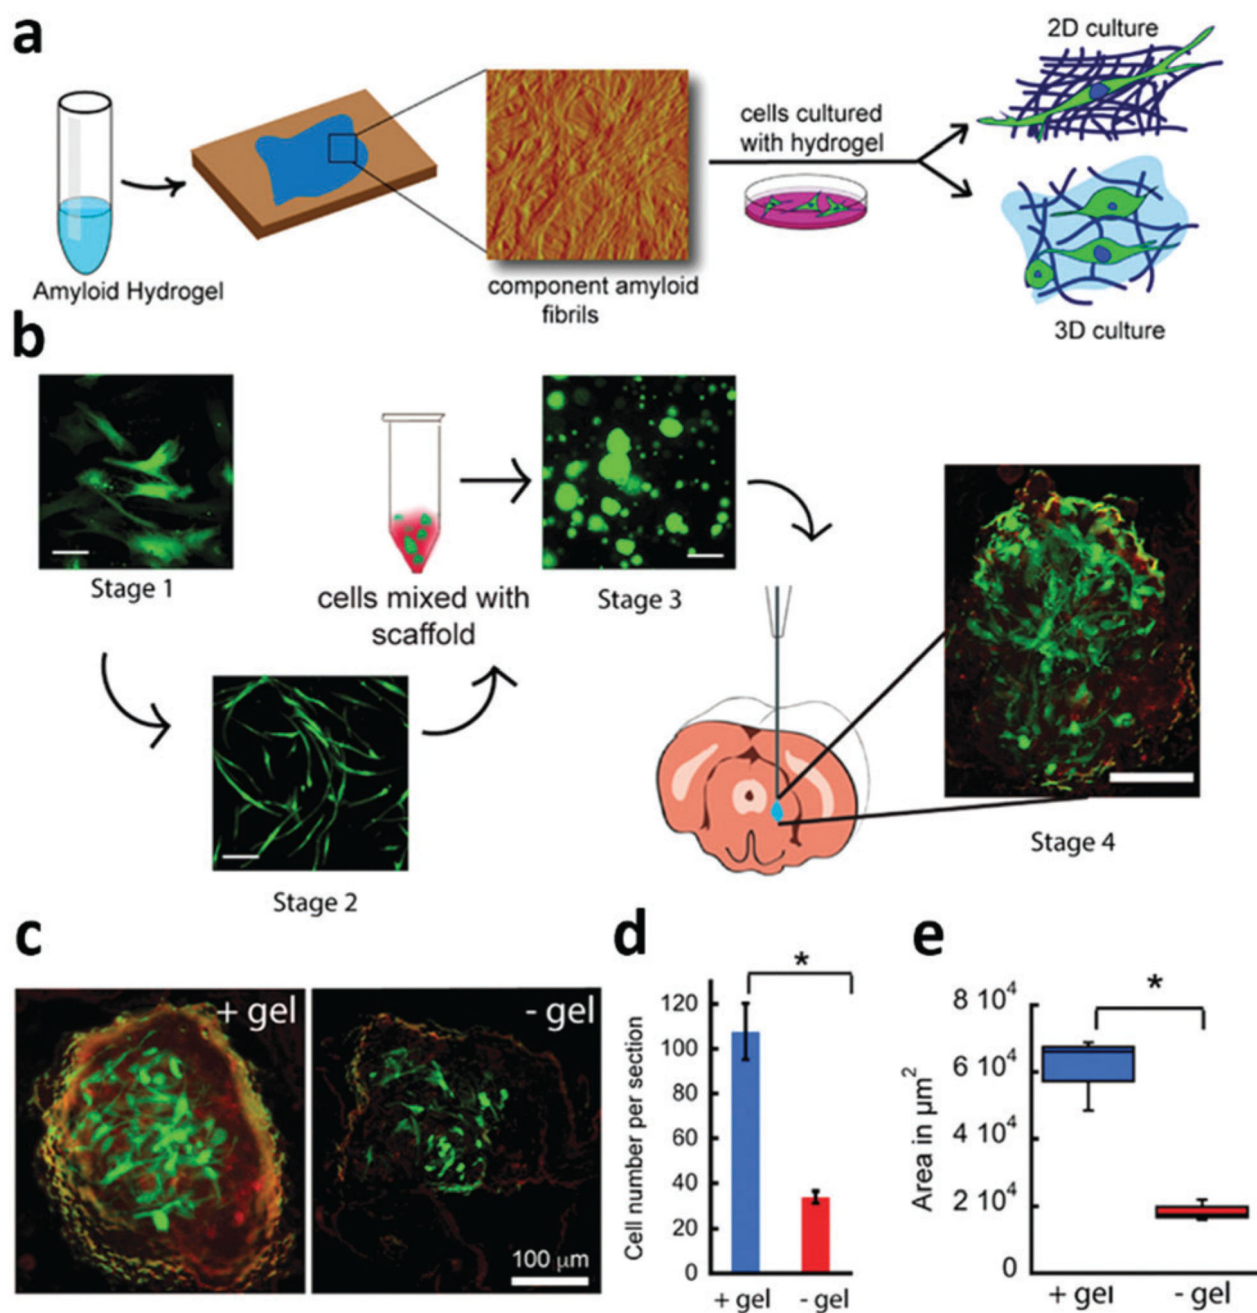 a
2D culture
cells cultured
with hydrogel
Amyloid Hydrogel
component amyloid
fibrils
3D culture
b
Stage 1
cells mixed with
scaffold
Stage 3
Stage 2
Stage 4
c
+ gel
- gel
100 μm
d
*
Cell number per section
120
100
80
60
40
20
0
+ gel
- gel
e
*
Area in μm²
8 10⁴
6 10⁴
4 10⁴
2 10⁴
0
+ gel
- gel